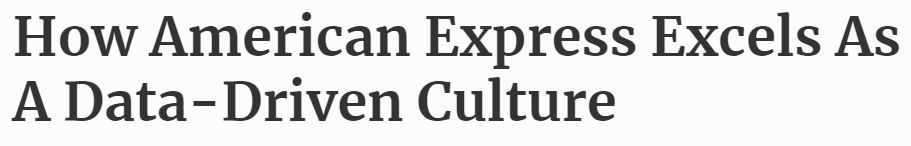 How American Express Excels As
A Data-Driven Culture